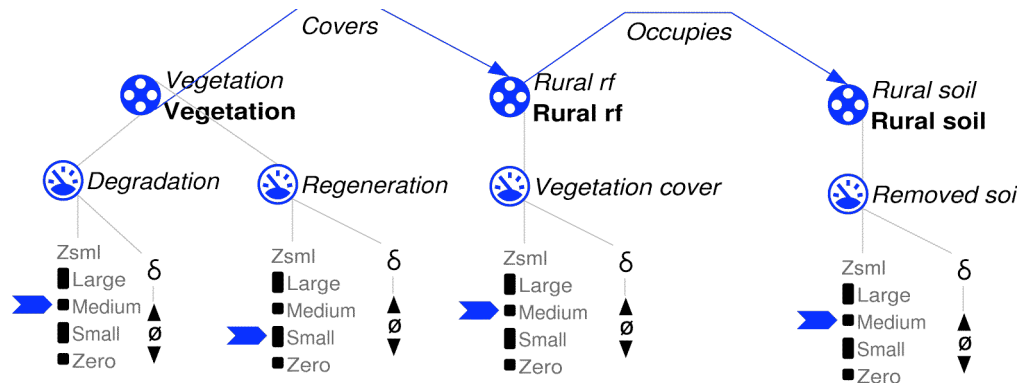 Covers
Occupies
Vegetation
Vegetation
Rural rf
Rural rf
Rural soil
Rural soil
Degradation
Regeneration
Vegetation cover
Removed soi
Zsml
δ
Large
Medium
Small
Zero
ø
Zsml
δ
Large
Medium
Small
Zero
ø
Zsml
δ
Large
Medium
Small
Zero
ø
Zsml
δ
Large
Medium
Small
Zero
ø